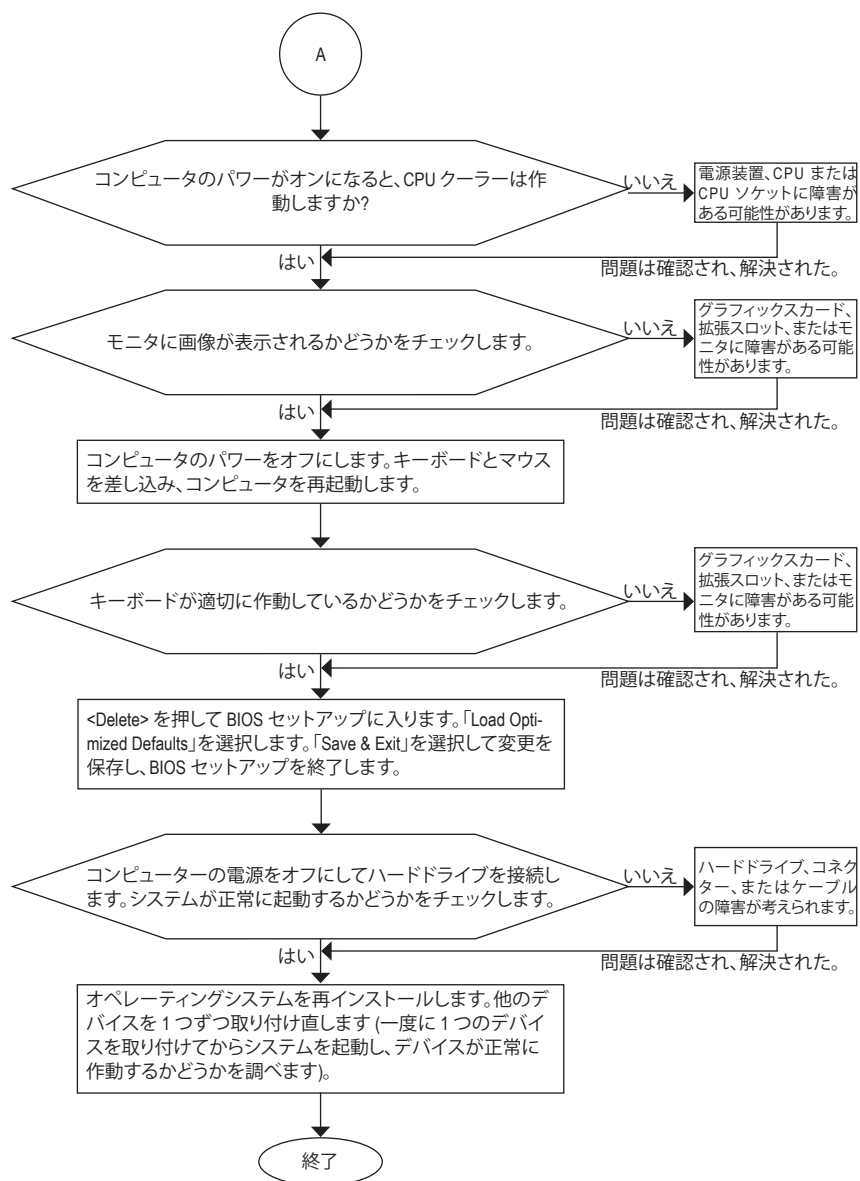 A
コンピュータのパワーがオンになると、CPU クーラーは作
動しますか?
いいえ
電源装置、CPU または
CPU ソケットに障害が
ある可能性があります。
はい
問題は確認され、解決された。
モニタに画像が表示されるかどうかをチェックします。
いいえ
グラフィックスカード、
拡張スロット、またはモ
ニタに障害がある可能
性があります。
はい
問題は確認され、解決された。
コンピュータのパワーをオフにします。キーボードとマウス
を差し込み、コンピュータを再起動します。
キーボードが適切に作動しているかどうかをチェックします。
いいえ
グラフィックスカード、
拡張スロット、またはモ
ニタに障害がある可能
性があります。
はい
問題は確認され、解決された。
<Delete> を押して BIOS セットアップに入ります。「Load Opti-
mized Defaults」を選択します。「Save & Exit」を選択して変更を
保存し、BIOS セットアップを終了します。
コンピューターの電源をオフにしてハードドライブを接続し
ます。システムが正常に起動するかどうかをチェックします。
いいえ
ハードドライブ、コネク
ター、またはケーブル
の障害が考えられます。
はい
問題は確認され、解決された。
オペレーティングシステムを再インストールします。他のデ
バイスを 1 つずつ取り付け直します (一度に 1 つのデバイ
スを取り付けてからシステムを起動し、デバイスが正常に
作動するかどうかを調べます)。
終了